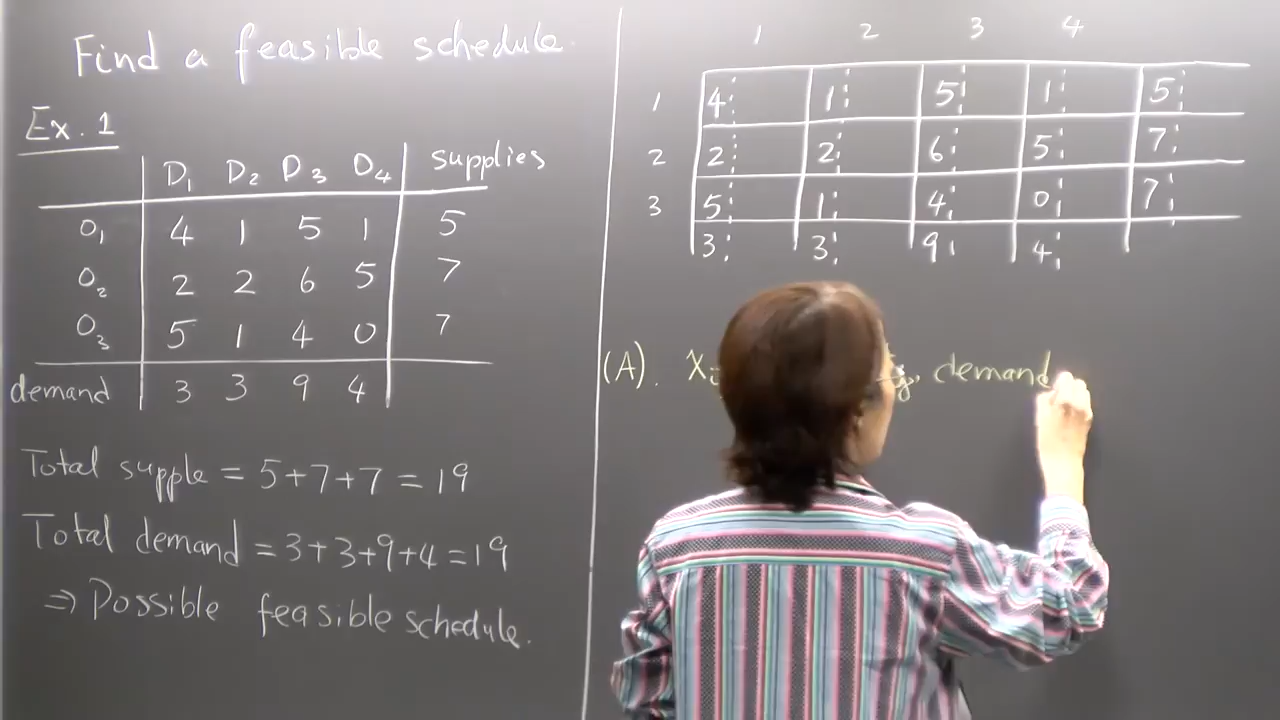 Find a feasible schedule.
Ex. 1
D1 D2 D3 D4 supplies
O1 4 1 5 1 5
O2 2 2 6 5 7
O3 5 1 4 0 7
demand 3 3 9 4
Total supple = 5+7+7 = 19
Total demand = 3+3+9+4 = 19
⇒ Possible feasible schedule.
1 2 3 4
1 4 1 5 1 5
2 2 2 6 5 7
3 5 1 4 0 7
3 3 9 4
(A). X demand